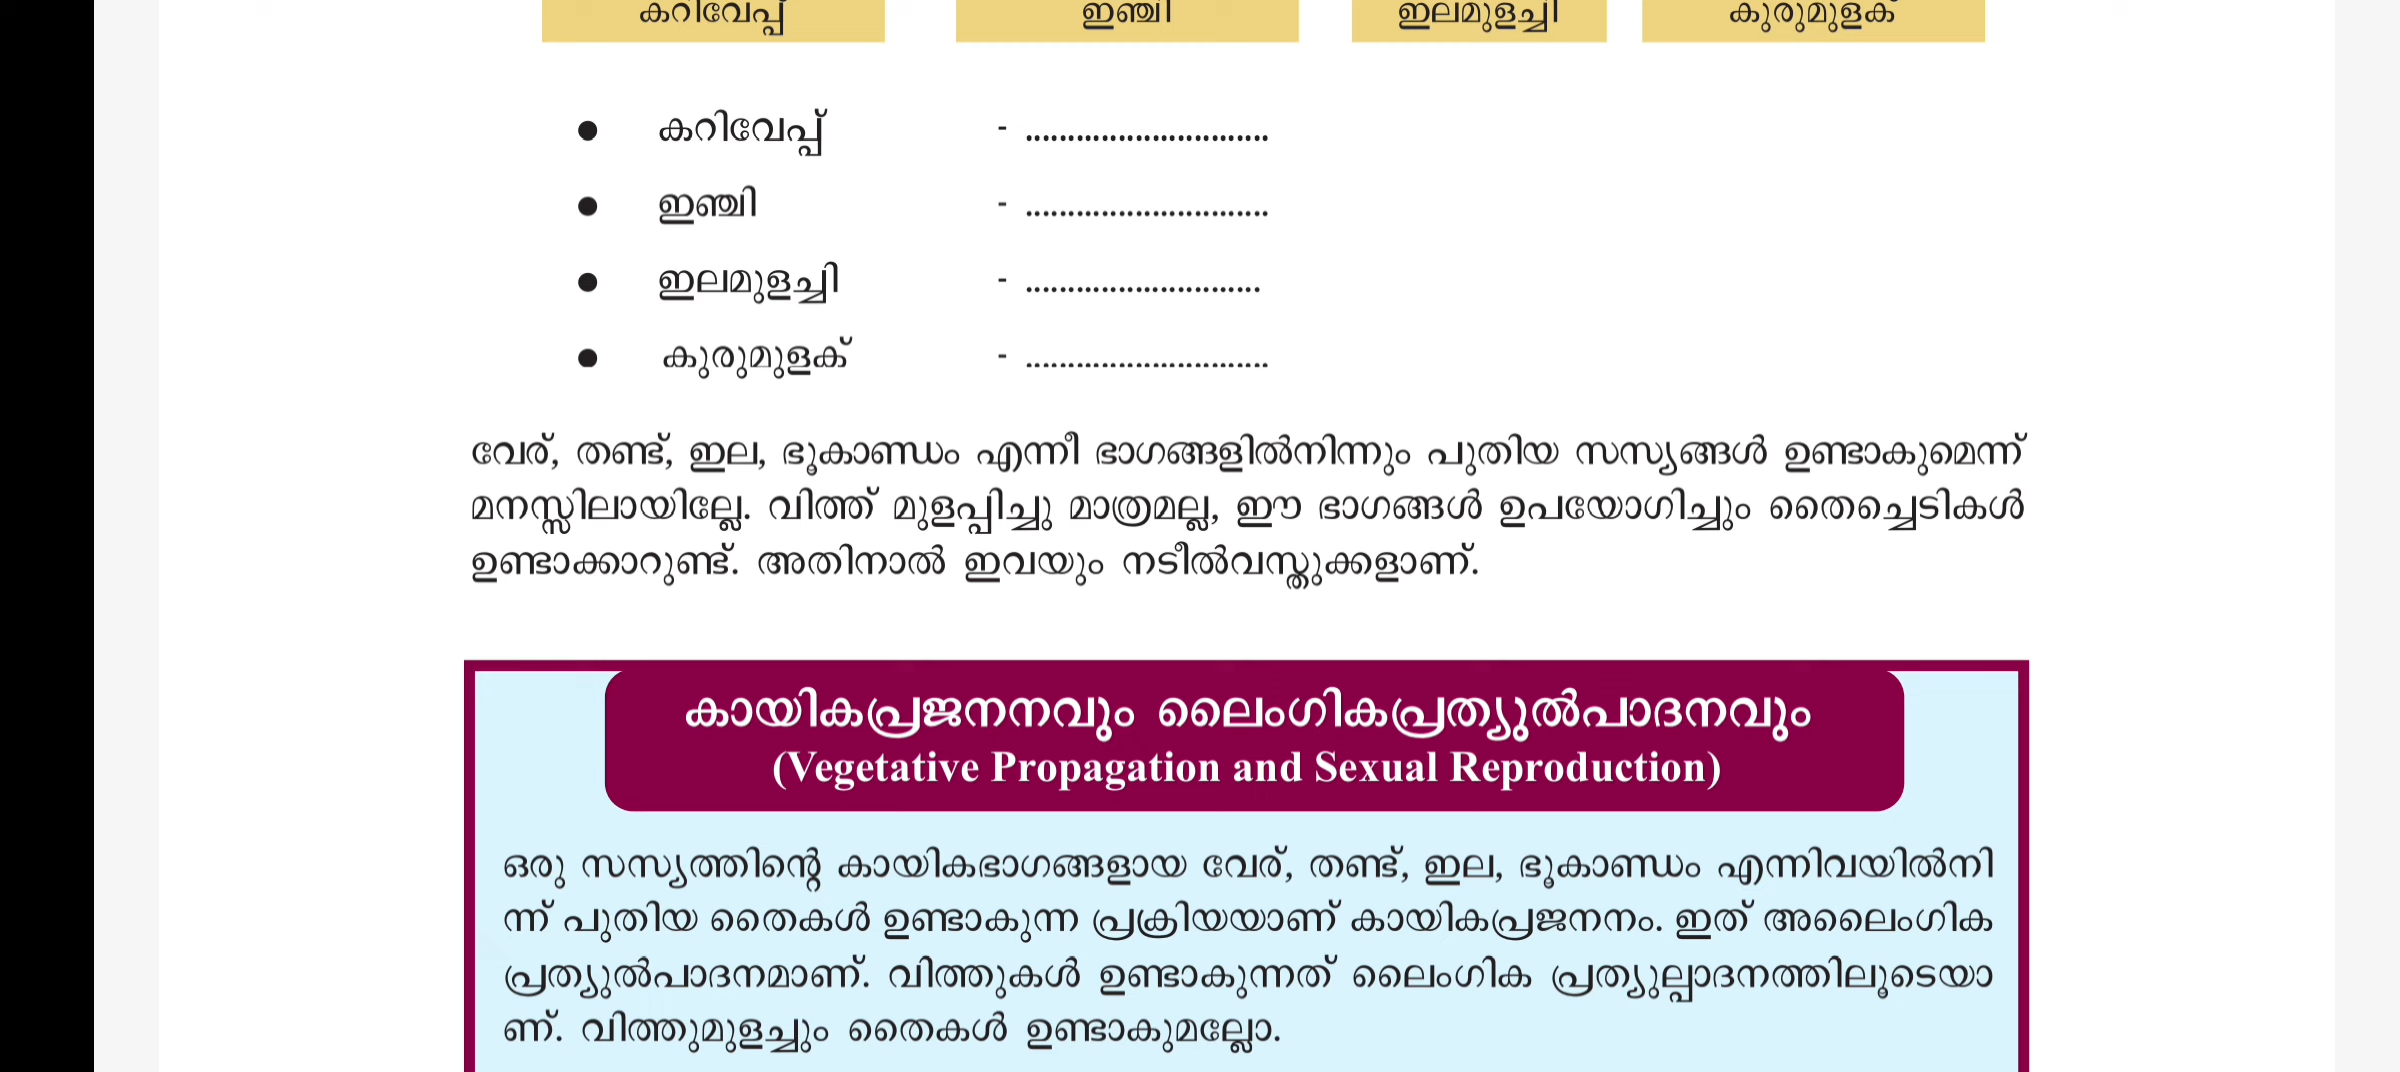 കറിവേപ്പ് ഇഞ്ചി ഇലമുളച്ചി കുരുമുളക്
● കറിവേപ്പ് - .............................
● ഇഞ്ചി - .............................
● ഇലമുളച്ചി - ............................
● കുരുമുളക് - .............................
വേര്, തണ്ട്, ഇല, ഭൂകാണ്ഡം എന്നീ ഭാഗങ്ങളിൽനിന്നും പുതിയ സസ്യങ്ങൾ ഉണ്ടാകുമെന്ന്
മനസ്സിലായില്ലേ. വിത്ത് മുളപ്പിച്ചു മാത്രമല്ല, ഈ ഭാഗങ്ങൾ ഉപയോഗിച്ചും തൈച്ചെടികൾ
ഉണ്ടാക്കാറുണ്ട്. അതിനാൽ ഇവയും നടീൽവസ്തുക്കളാണ്.
കായികപ്രജനനവും ലൈംഗികപ്രത്യുൽപാദനവും
(Vegetative Propagation and Sexual Reproduction)
ഒരു സസ്യത്തിന്റെ കായികഭാഗങ്ങളായ വേര്, തണ്ട്, ഇല, ഭൂകാണ്ഡം എന്നിവയിൽനി
ന്ന് പുതിയ തൈകൾ ഉണ്ടാകുന്ന പ്രക്രിയയാണ് കായികപ്രജനനം. ഇത് അലൈംഗിക
പ്രത്യുൽപാദനമാണ്. വിത്തുകൾ ഉണ്ടാകുന്നത് ലൈംഗിക പ്രത്യുല്പാദനത്തിലൂടെയാ
ണ്. വിത്തുമുളച്ചും തൈകൾ ഉണ്ടാകുമല്ലോ.